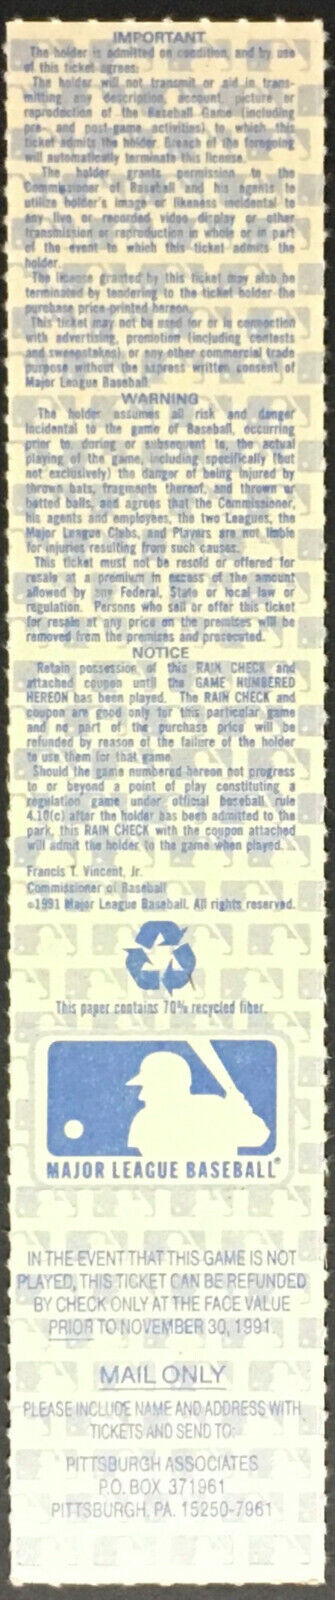 IMPORTANT
The holder is admitted on condition, and by use
of this ticket agrees:
The holder will not transmit or aid in trans-
mitting any description, account, picture or
reproduction of the Baseball Game (including
pre- and post-game activities) to which this
ticket admits the holder. Breach of the foregoing
will automatically terminate this license.
The holder grants permission to the
Commissioner of Baseball and his agents to
utilize holder's image or likeness incidental to
any live or recorded video display or other
transmission or reproduction in whole or in part
of the event to which this ticket admits the
holder.
The license granted by this ticket may also be
terminated by tendering to the ticket holder the
purchase price printed hereon.
This ticket may not be used for or in connection
with advertising, promotion (including contests
and sweepstakes), or any other commercial trade
purpose without the express written consent of
Major League Baseball.
WARNING
The holder assumes all risk and danger
incidental to the game of Baseball, occurring
prior to, during or subsequent to, the actual
playing of the game, including specifically (but
not exclusively) the danger of being injured by
thrown bats, fragments thereof, and thrown or
batted balls, and agrees that the Commissioner,
his agents and employees, the two Leagues, the
Major League Clubs, and Players are not liable
for injuries resulting from such causes.
This ticket must not be resold or offered for
resale at a premium in excess of the amount
allowed by any Federal, State or local law or
regulation. Persons who sell or offer this ticket
for resale at any price on the premises will be
removed from the premises and prosecuted.
NOTICE
Retain possession of this RAIN CHECK and
attached coupon until the GAME NUMBERED
HEREON has been played. The RAIN CHECK and
coupon are good only for this particular game
and no part of the purchase price will be
refunded by reason of the failure of the holder
to use them for that game.
Should the game numbered hereon not progress
to or beyond a point of play constituting a
regulation game under official baseball rule
4.10(c) after the holder has been admitted to the
park, this RAIN CHECK with the coupon attached
will admit the holder to the game when played.
Francis T. Vincent, Jr.
Commissioner of Baseball
©1991 Major League Baseball. All rights reserved.
This paper contains 70% recycled fiber.
MAJOR LEAGUE BASEBALL®
IN THE EVENT THAT THIS GAME IS NOT
PLAYED, THIS TICKET CAN BE REFUNDED
BY CHECK ONLY AT THE FACE VALUE
PRIOR TO NOVEMBER 30, 1991.
MAIL ONLY
PLEASE INCLUDE NAME AND ADDRESS WITH
TICKETS AND SEND TO:
PITTSBURGH ASSOCIATES
P.O. BOX 371961
PITTSBURGH, PA. 15250-7961